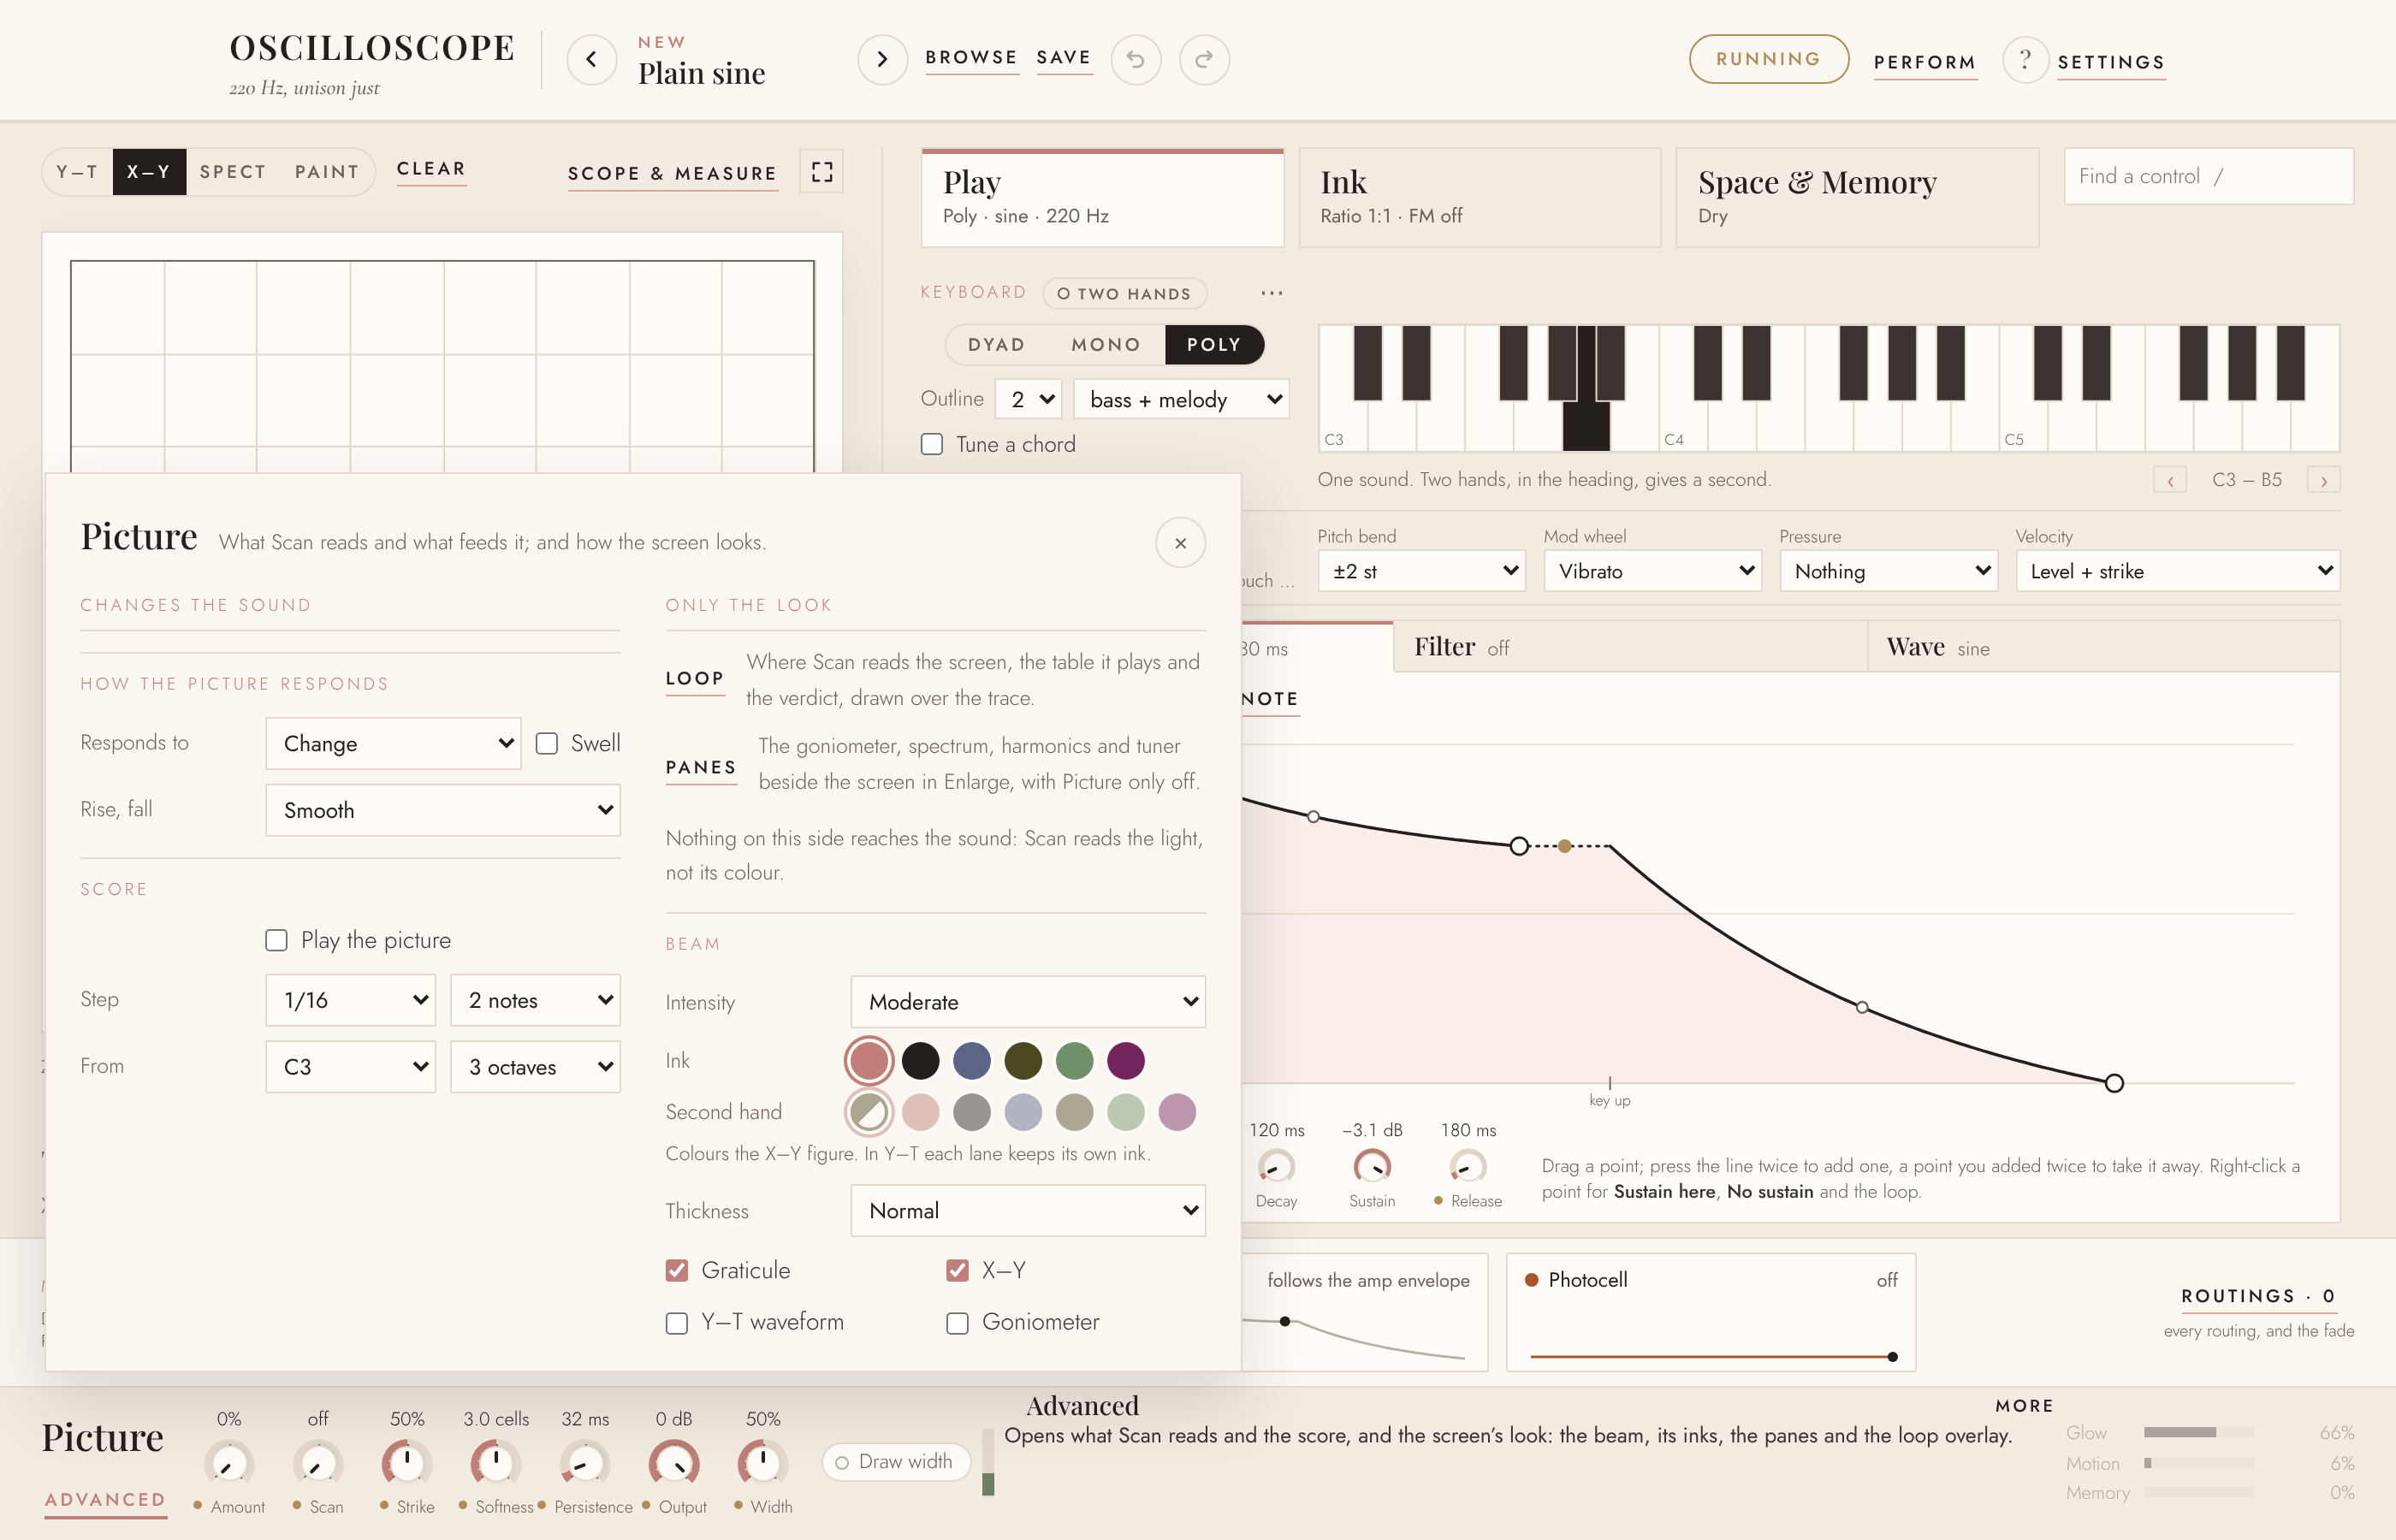 OSCILLOSCOPE
220 Hz, unison just
NEW
Plain sine
BROWSE
SAVE
RUNNING
PERFORM
?
SETTINGS
Y–T
X–Y
SPECT
PAINT
CLEAR
SCOPE & MEASURE
Play
Poly · sine · 220 Hz
Ink
Ratio 1:1 · FM off
Space & Memory
Dry
Find a control /
KEYBOARD
TWO HANDS
...
DYAD
MONO
POLY
Outline
2
bass + melody
Tune a chord
C3
C4
C5
One sound. Two hands, in the heading, gives a second.
‹
C3 – B5
›
Picture
What Scan reads and what feeds it; and how the screen looks.
×
CHANGES THE SOUND
HOW THE PICTURE RESPONDS
Responds to
Change
Swell
Rise, fall
Smooth
SCORE
Play the picture
Step
1/16
2 notes
From
C3
3 octaves
ONLY THE LOOK
LOOP
Where Scan reads the screen, the table it plays and
the verdict, drawn over the trace.
PANES
The goniometer, spectrum, harmonics and tuner
beside the screen in Enlarge, with Picture only off.
Nothing on this side reaches the sound: Scan reads the light,
not its colour.
BEAM
Intensity
Moderate
Ink
Second hand
Colours the X–Y figure. In Y–T each lane keeps its own ink.
Thickness
Normal
Graticule
X–Y
Y–T waveform
Goniometer
Pitch bend
±2 st
Mod wheel
Vibrato
Pressure
Nothing
Velocity
Level + strike
Filter off
Wave sine
NOTE
key up
120 ms
Decay
−3.1 dB
Sustain
180 ms
Release
Drag a point; press the line twice to add one, a point you added twice to take it away. Right-click a
point for Sustain here, No sustain and the loop.
follows the amp envelope
Photocell
off
ROUTINGS · 0
every routing, and the fade
Picture
ADVANCED
0%
Amount
off
Scan
50%
Strike
3.0 cells
Softness
32 ms
Persistence
0 dB
Output
50%
Width
Draw width
Advanced
Opens what Scan reads and the score, and the screen's look: the beam, its inks, the panes and the loop overlay.
MORE
Glow
66%
Motion
6%
Memory
0%